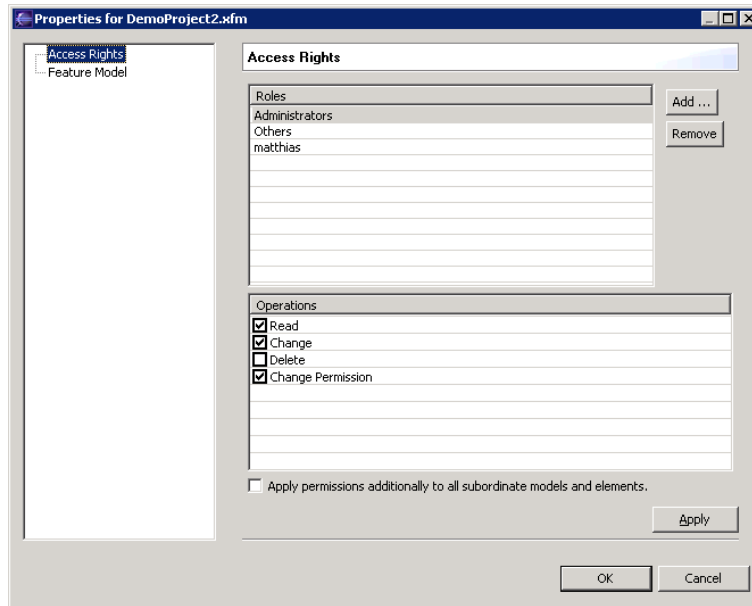 Properties for DemoProject2.xfm
Access Rights
Feature Model
Access Rights
Roles
Administrators
Others
matthias
Add ...
Remove
Operations
Read
Change
Delete
Change Permission
Apply permissions additionally to all subordinate models and elements.
Apply
OK
Cancel